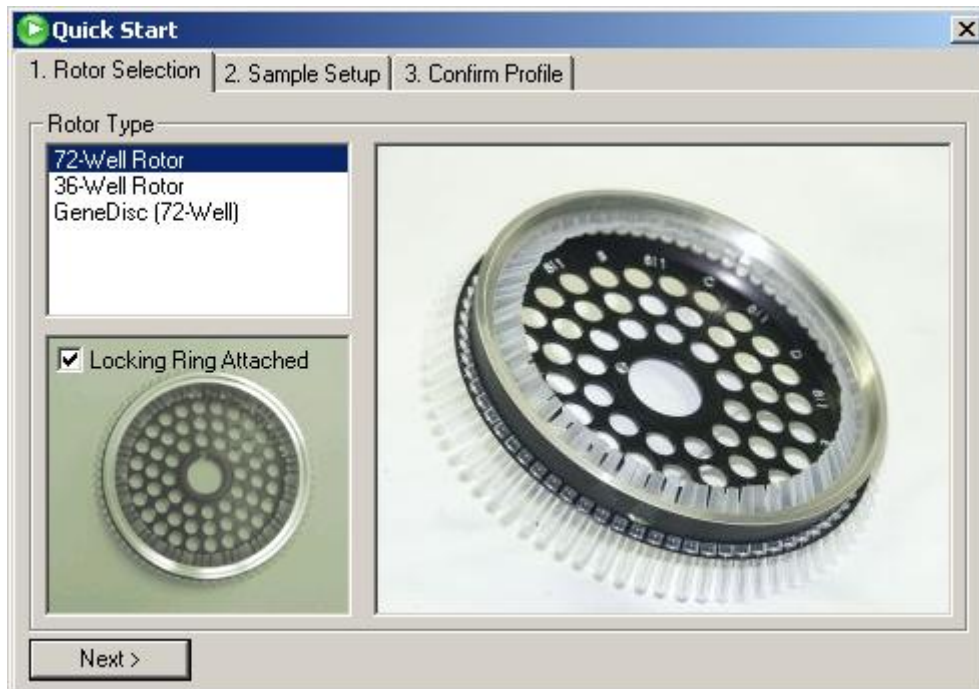 Quick Start
1. Rotor Selection
2. Sample Setup
3. Confirm Profile
Rotor Type
72-Well Rotor
36-Well Rotor
GeneDisc (72-Well)
Locking Ring Attached
Next >